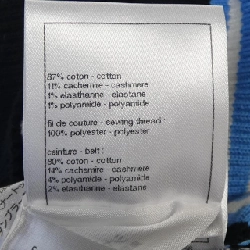 87% coton - cotton
11% cachemire - cashmere
1% elasthanne - elastane
1% polyamide - polyamide
fil de couture - sewing thread :
100% polyester - polyester
ceinture - belt :
80% coton - cotton
14% cachemire - cashmere
4% polyamide - polyamide
2% elasthanne - elastane